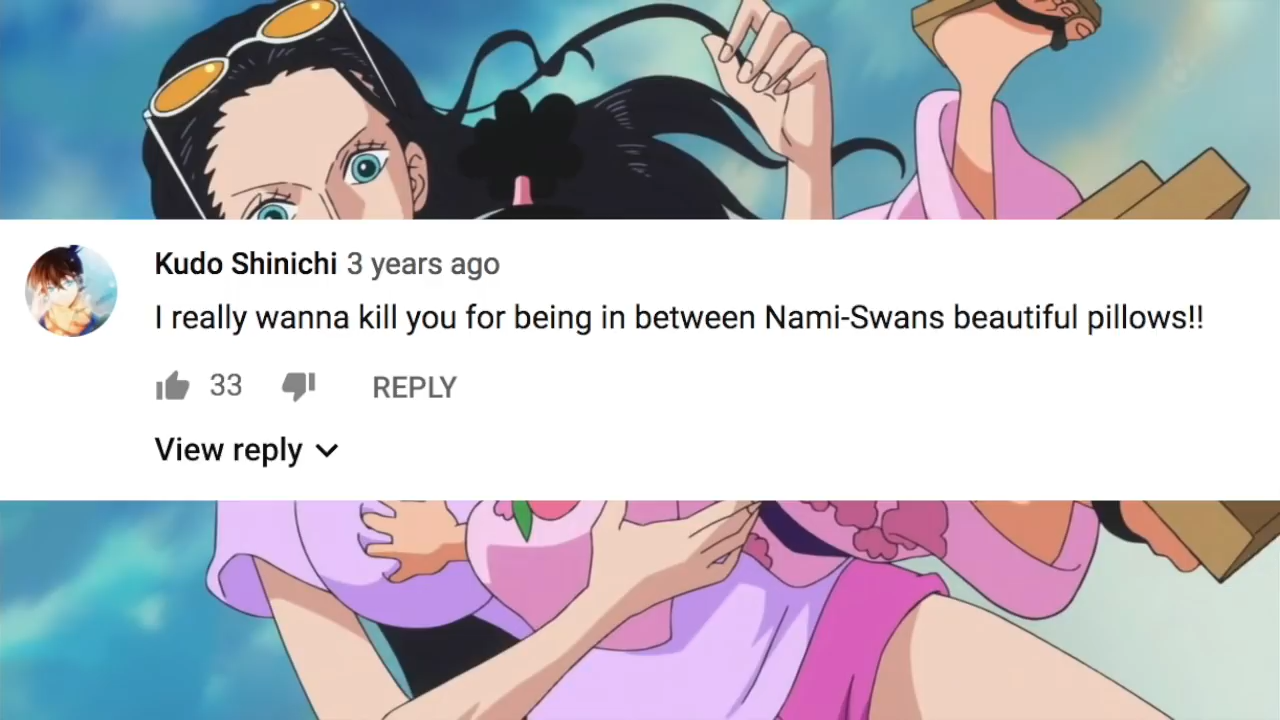 Kudo Shinichi 3 years ago
I really wanna kill you for being in between Nami-Swans beautiful pillows!!
33 REPLY
View reply